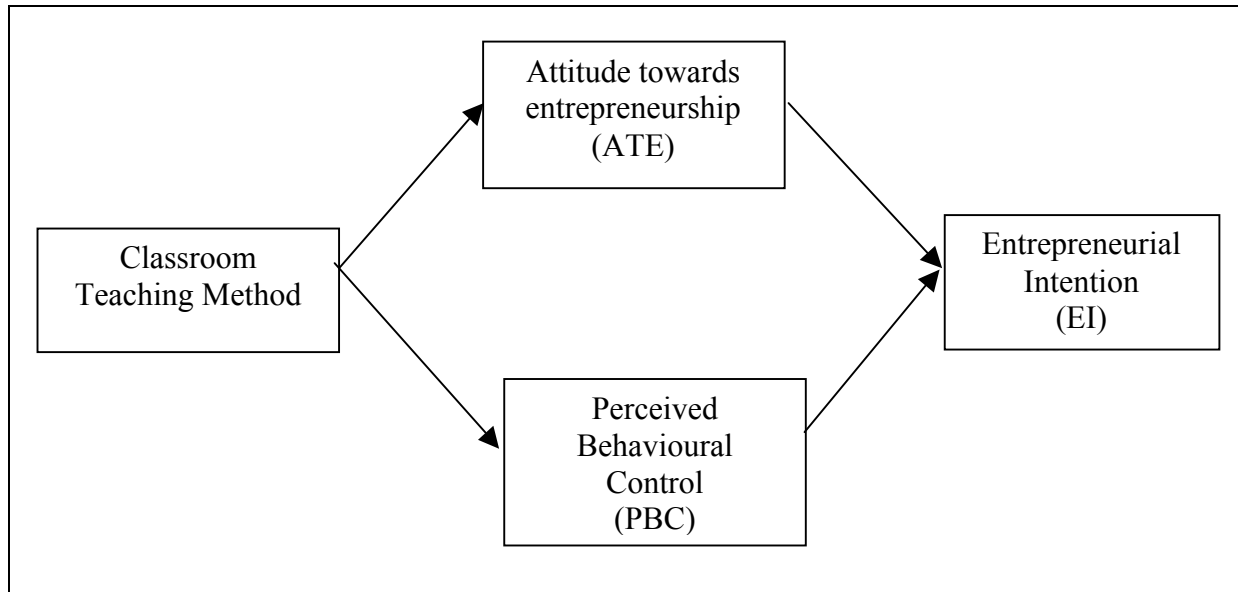 Attitude towards
entrepreneurship
(ATE)
Classroom
Teaching Method
Entrepreneurial
Intention
(EI)
Perceived
Behavioural
Control
(PBC)